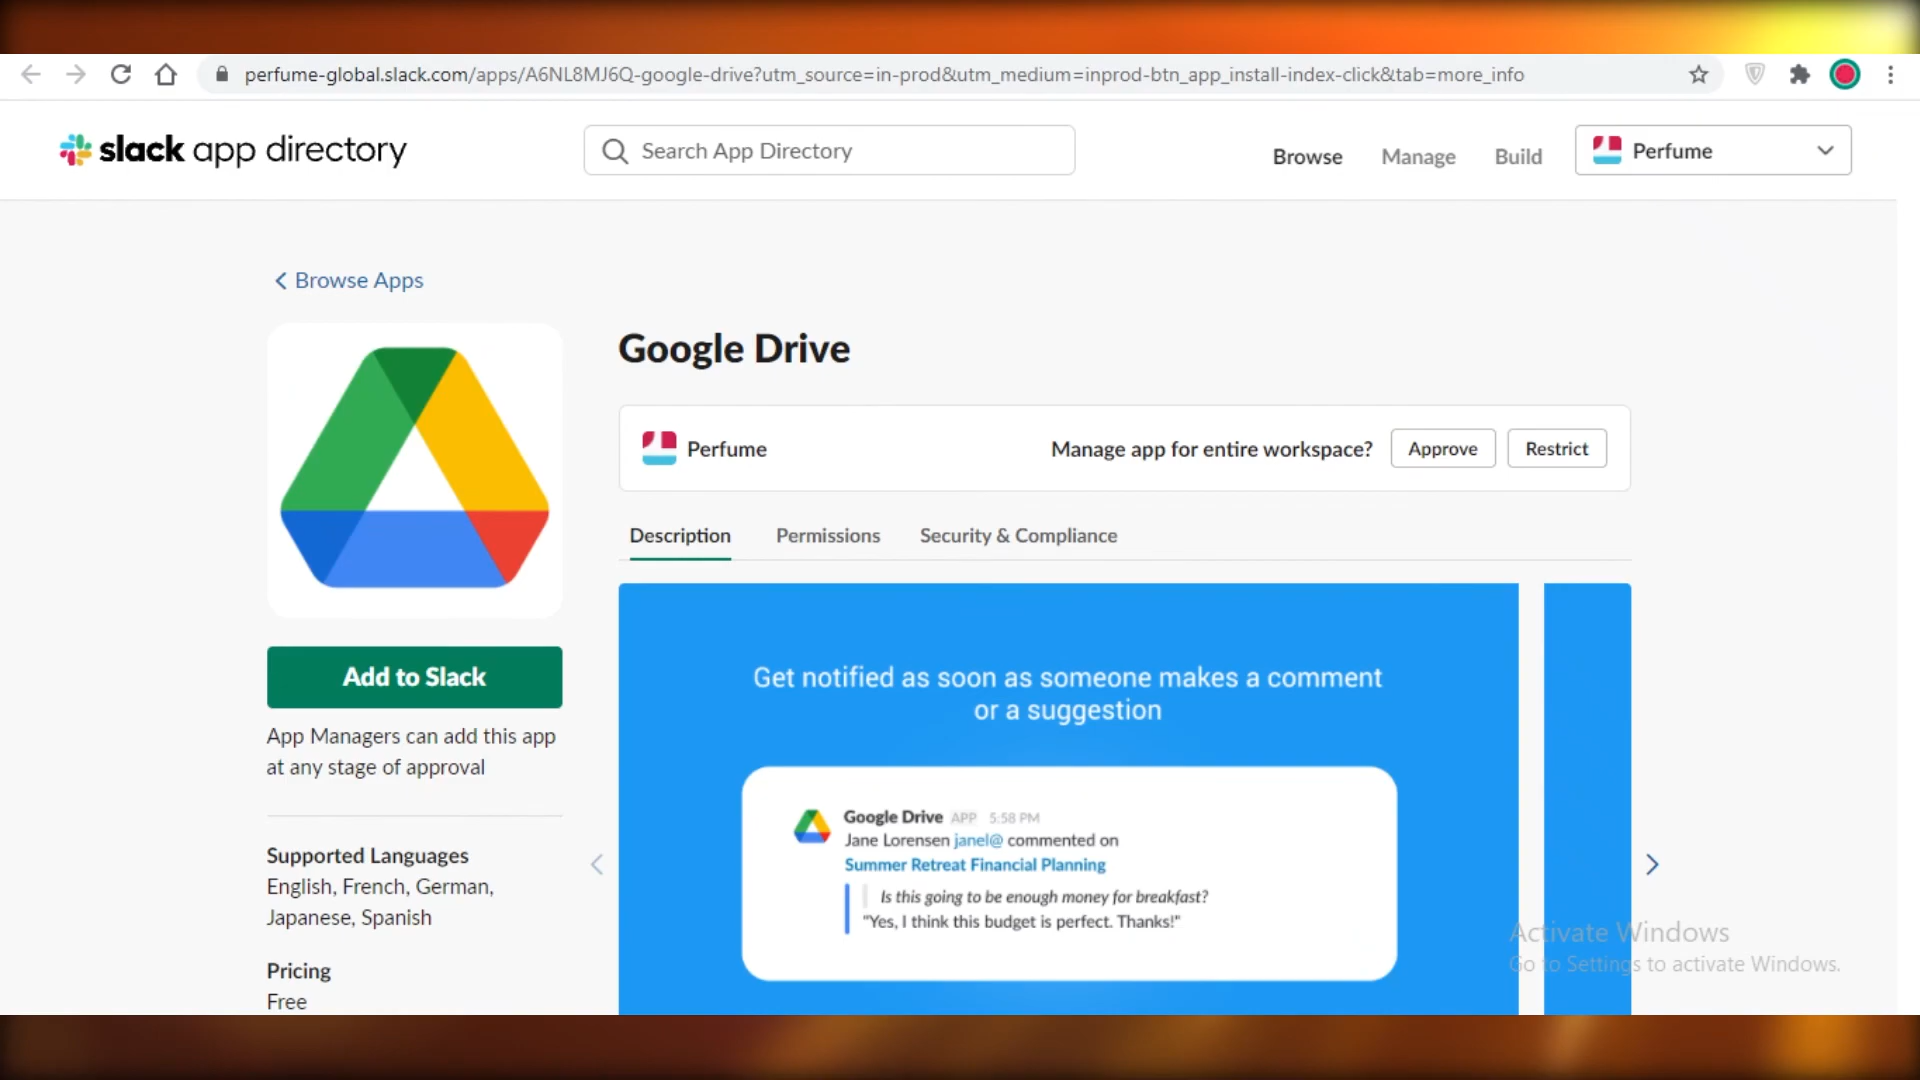 perfume-global.slack.com/apps/A6NL8MJ6Q-google-drive?utm_source=in-prod&utm_medium=inprod-btn_app_install-index-click&tab=more_info
slack app directory
Search App Directory
Browse
Manage
Build
Perfume
Browse Apps
Google Drive
Perfume
Manage app for entire workspace?
Approve
Restrict
Description
Permissions
Security & Compliance
Add to Slack
App Managers can add this app
at any stage of approval
Supported Languages
English, French, German,
Japanese, Spanish
Pricing
Free
Get notified as soon as someone makes a comment
or a suggestion
Google Drive APP 5:58 PM
Jane Lorensen janel@ commented on
Summer Retreat Financial Planning
Is this going to be enough money for breakfast?
"Yes, I think this budget is perfect. Thanks!"
Activate Windows
Go to Settings to activate Windows.